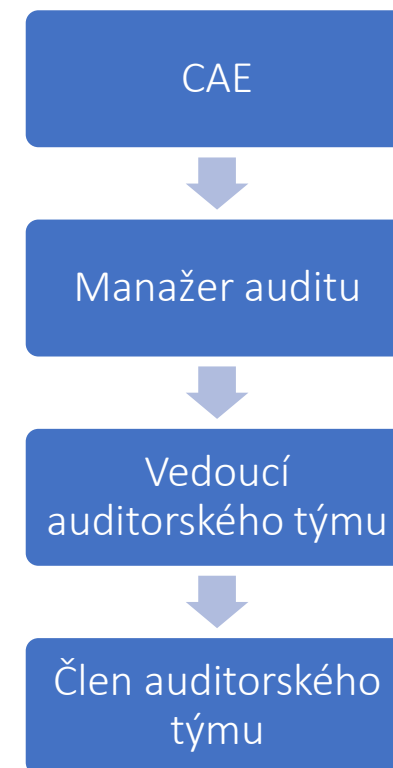 CAE
Manažer auditu
Vedoucí
auditorského týmu
Člen auditorského
týmu